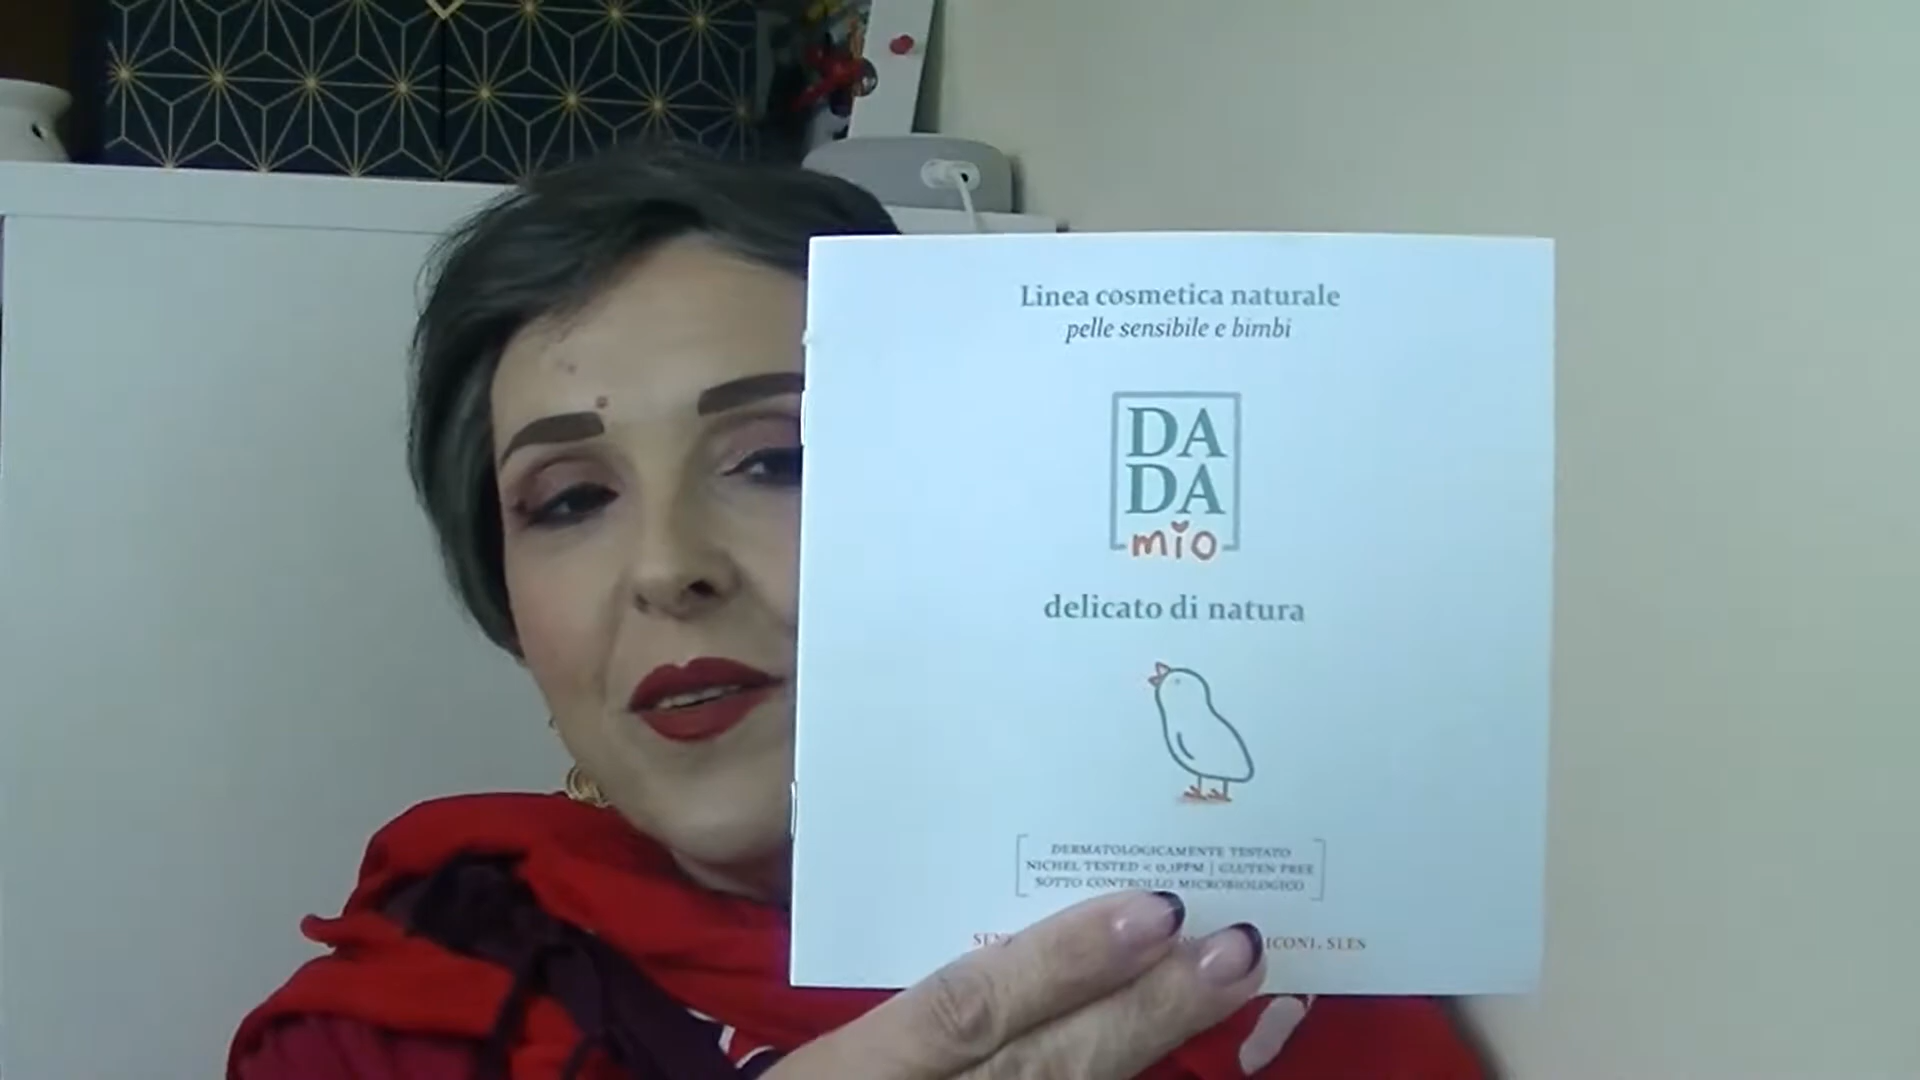 Linea cosmetica naturale
pelle sensibile e bimbi
DA
DA
mio
delicato di natura
DERMATOLOGICAMENTE TESTATO
NICHEL TESTED < 0,1PPM | GLUTEN FREE
SOTTO CONTROLLO MICROBIOLOGICO
SLES